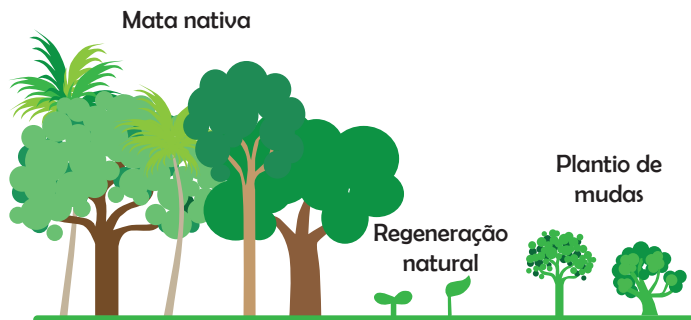 Mata nativa
Regeneração
natural
Plantio de
mudas